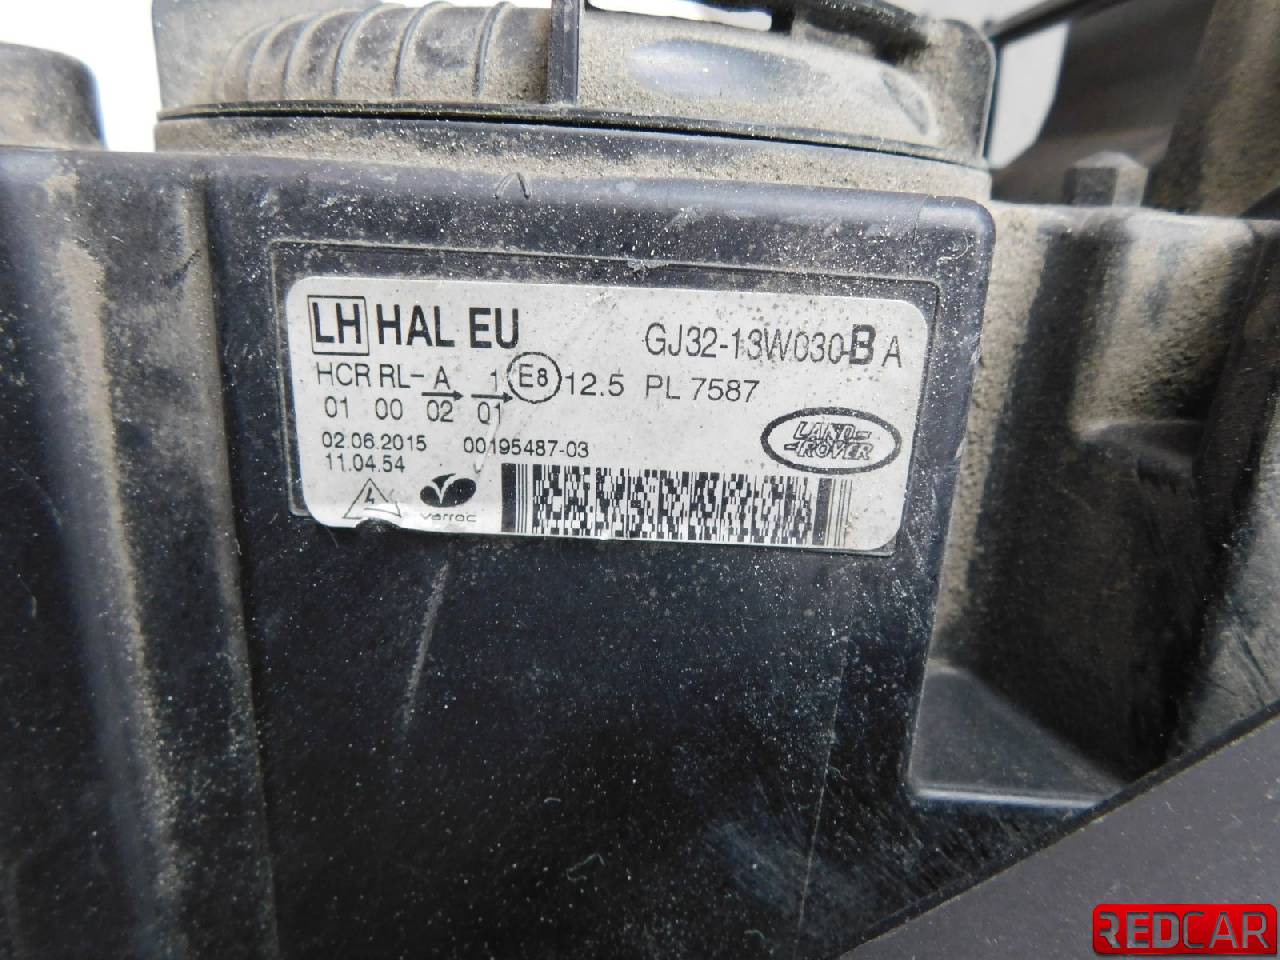 LH HAL EU
GJ32-13W030-B A
HCR RL- A 1 E8 12.5 PL 7587
01 00 02 01
02.06.2015 00195487-03
11.04.54
LAND-
-ROVER
4
varroc
REDCAR